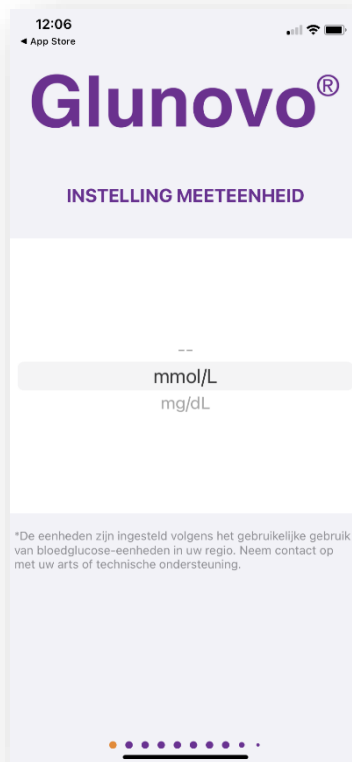 12:06
◀ App Store
Glunovo®
INSTELLING MEETEENHEID
--
mmol/L
mg/dL
*De eenheden zijn ingesteld volgens het gebruikelijke gebruik
van bloedglucose-eenheden in uw regio. Neem contact op
met uw arts of technische ondersteuning.